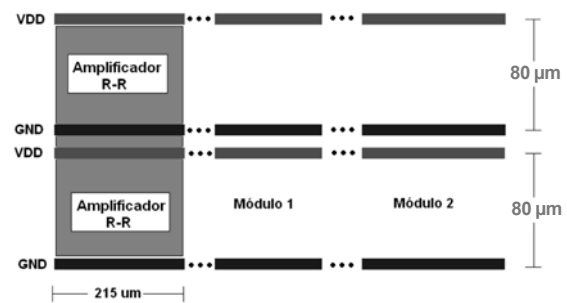 VDD
Amplificador
R-R
80 µm
GND
VDD
Amplificador
R-R
Módulo 1
Módulo 2
80 µm
GND
215 um